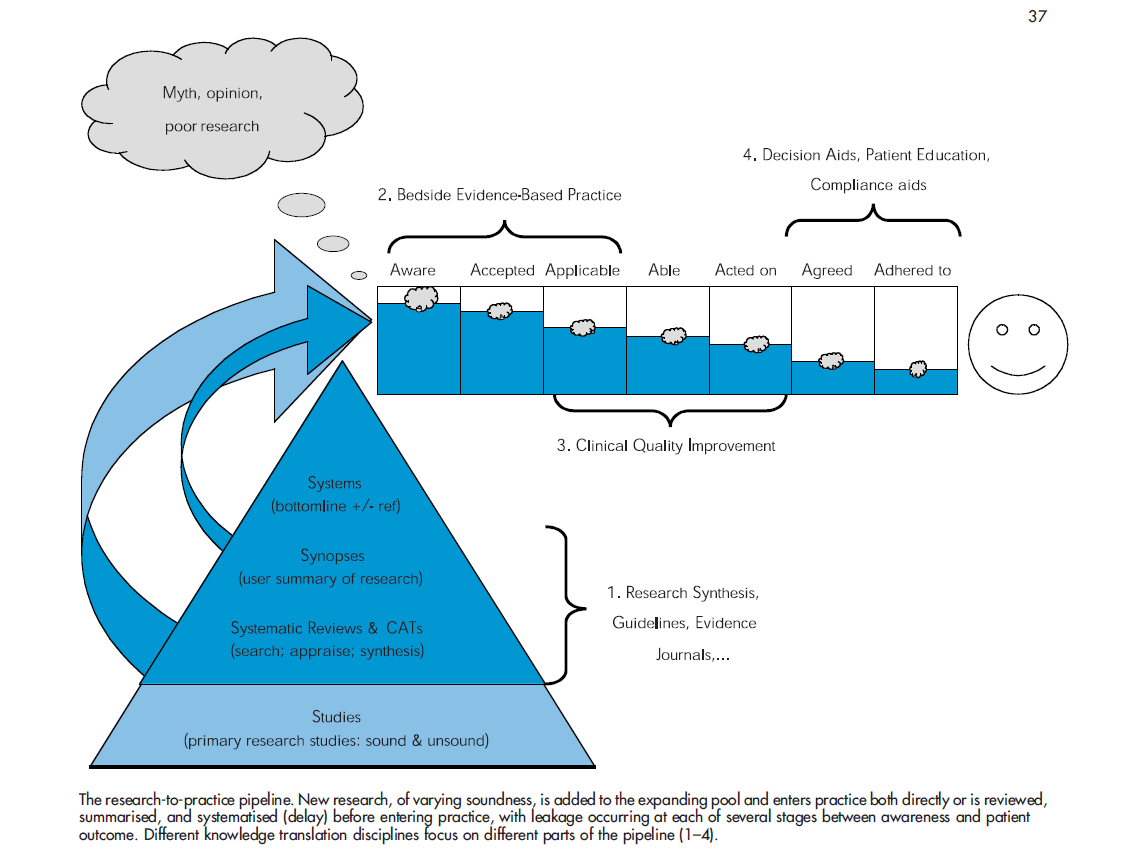 37
Myth, opinion,
poor research
4. Decision Aids, Patient Education,
Compliance aids
2. Bedside Evidence-Based Practice
Aware Accepted Applicable Able Acted on Agreed Adhered to
3. Clinical Quality Improvement
Systems
(bottomline +/- ref)
Synopses
(user summary of research)
Systematic Reviews & CATs
(search; appraise; synthesis)
1. Research Synthesis,
Guidelines, Evidence
Journals,...
Studies
(primary research studies: sound & unsound)
The research-to-practice pipeline. New research, of varying soundness, is added to the expanding pool and enters practice both directly or is reviewed,
summarised, and systematised (delay) before entering practice, with leakage occurring at each of several stages between awareness and patient
outcome. Different knowledge translation disciplines focus on different parts of the pipeline (1–4).